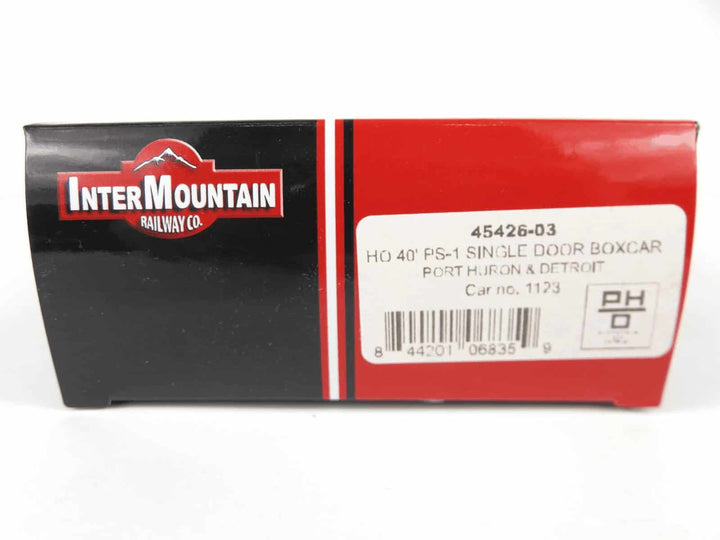 INTERMOUNTAIN
RAILWAY CO.
45426-03
HO 40' PS-1 SINGLE DOOR BOXCAR
PORT HURON & DETROIT
Car no. 1123
PH
D
8 44201 06835 9